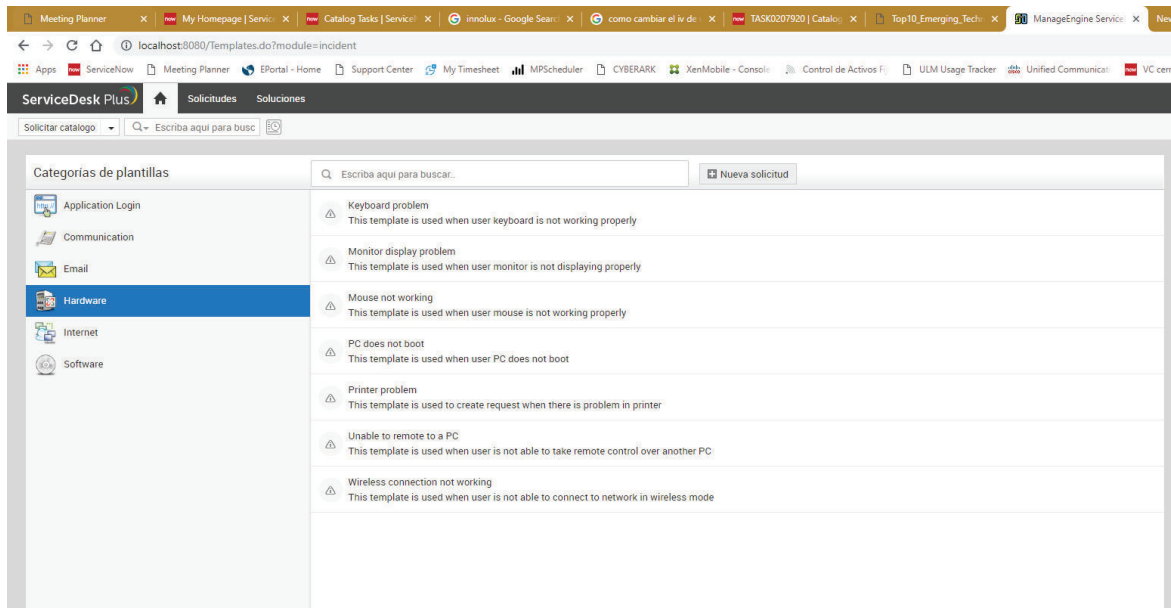 Meeting Planner
My Homepage | Service
Catalog Tasks | Service
innolux - Google Search
como cambiar el iv de
TASK0207920 | Catalog
Top10_Emerging_Tech
ManageEngine Service
New
localhost:8080/Templates.do?module=incident
Apps
ServiceNow
Meeting Planner
EPortal - Home
Support Center
My Timesheet
MPScheduler
CYBERARK
XenMobile - Console
Control de Activos Fi
ULM Usage Tracker
Unified Communicat
VC cern
ServiceDesk Plus
Solicitudes
Soluciones
Solicitar catalogo
Escriba aquí para busc
Categorías de plantillas
Escriba aquí para buscar.
Nueva solicitud
Application Login
Communication
Email
Hardware
Internet
Software
Keyboard problem
This template is used when user keyboard is not working properly
Monitor display problem
This template is used when user monitor is not displaying properly
Mouse not working
This template is used when user mouse is not working properly
PC does not boot
This template is used when user PC does not boot
Printer problem
This template is used to create request when there is problem in printer
Unable to remote to a PC
This template is used when user is not able to take remote control over another PC
Wireless connection not working
This template is used when user is not able to connect to network in wireless mode